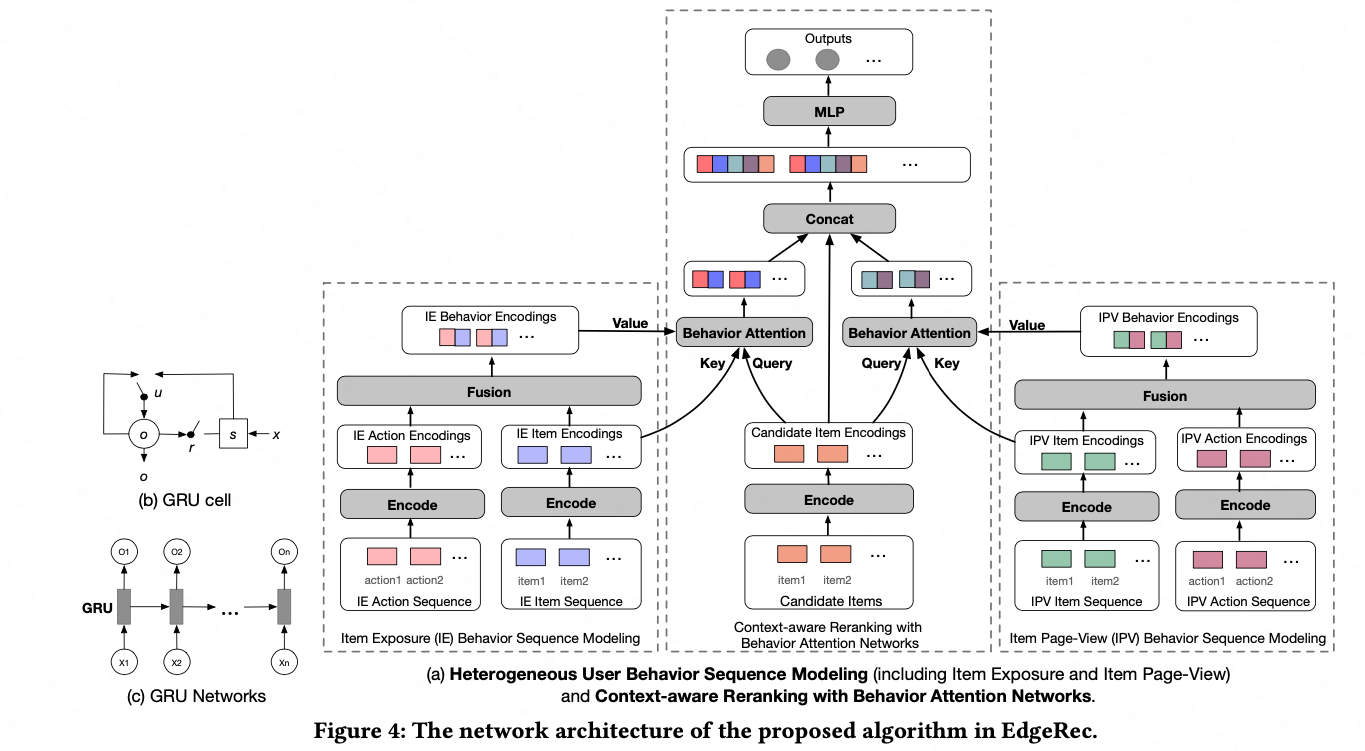 Outputs
...
MLP
...
Concat
... ...
IE Behavior Encodings
...
Value
Behavior Attention
Behavior Attention
Value
IPV Behavior Encodings
...
Key Query
Query Key
Fusion
Fusion
IE Action Encodings
...
IE Item Encodings
...
Candidate Item Encodings
...
IPV Item Encodings
...
IPV Action Encodings
...
Encode
Encode
Encode
Encode
Encode
...
action1 action2
IE Action Sequence
...
item1 item2
IE Item Sequence
...
item1 item2
Candidate Items
...
item1 item2
IPV Item Sequence
...
action1 action2
IPV Action Sequence
Item Exposure (IE) Behavior Sequence Modeling
Context-aware Reranking with
Behavior Attention Networks
Item Page-View (IPV) Behavior Sequence Modeling
u
o r s x
o
(b) GRU cell
O1 O2 On
GRU ...
X1 X2 Xn
(c) GRU Networks
(a) Heterogeneous User Behavior Sequence Modeling (including Item Exposure and Item Page-View)
and Context-aware Reranking with Behavior Attention Networks.
Figure 4: The network architecture of the proposed algorithm in EdgeRec.